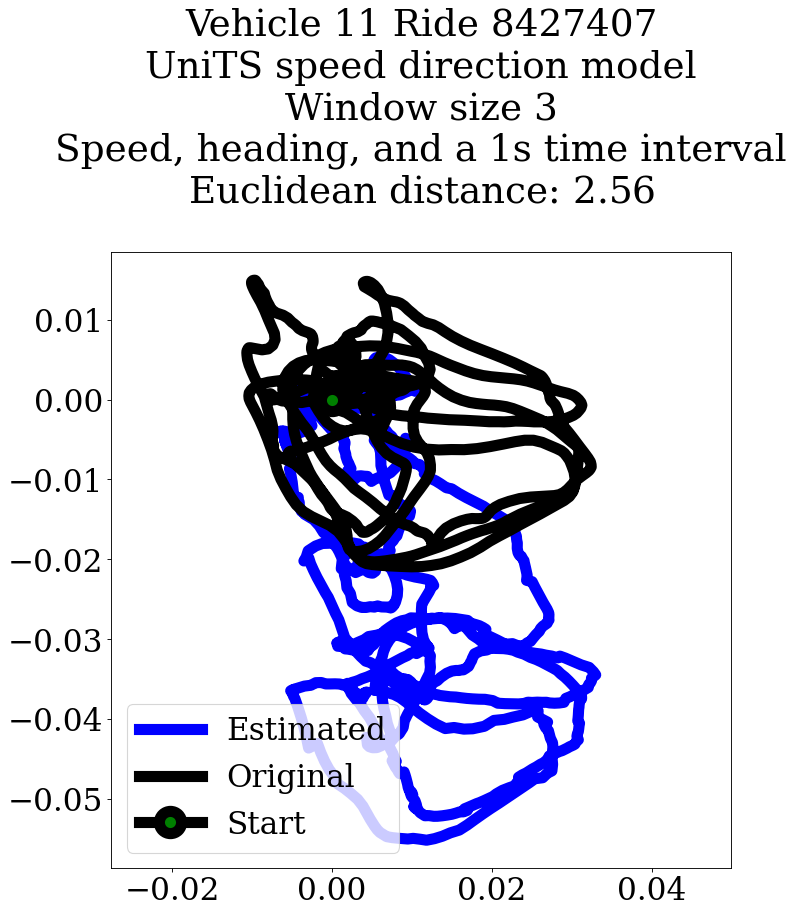 Vehicle 11 Ride 8427407
UniTS speed direction model
Window size 3
Speed, heading, and a 1s time interval
Euclidean distance: 2.56
0.01
0.00
−0.01
−0.02
−0.03
−0.04
−0.05
Estimated
Original
Start
−0.02
0.00
0.02
0.04